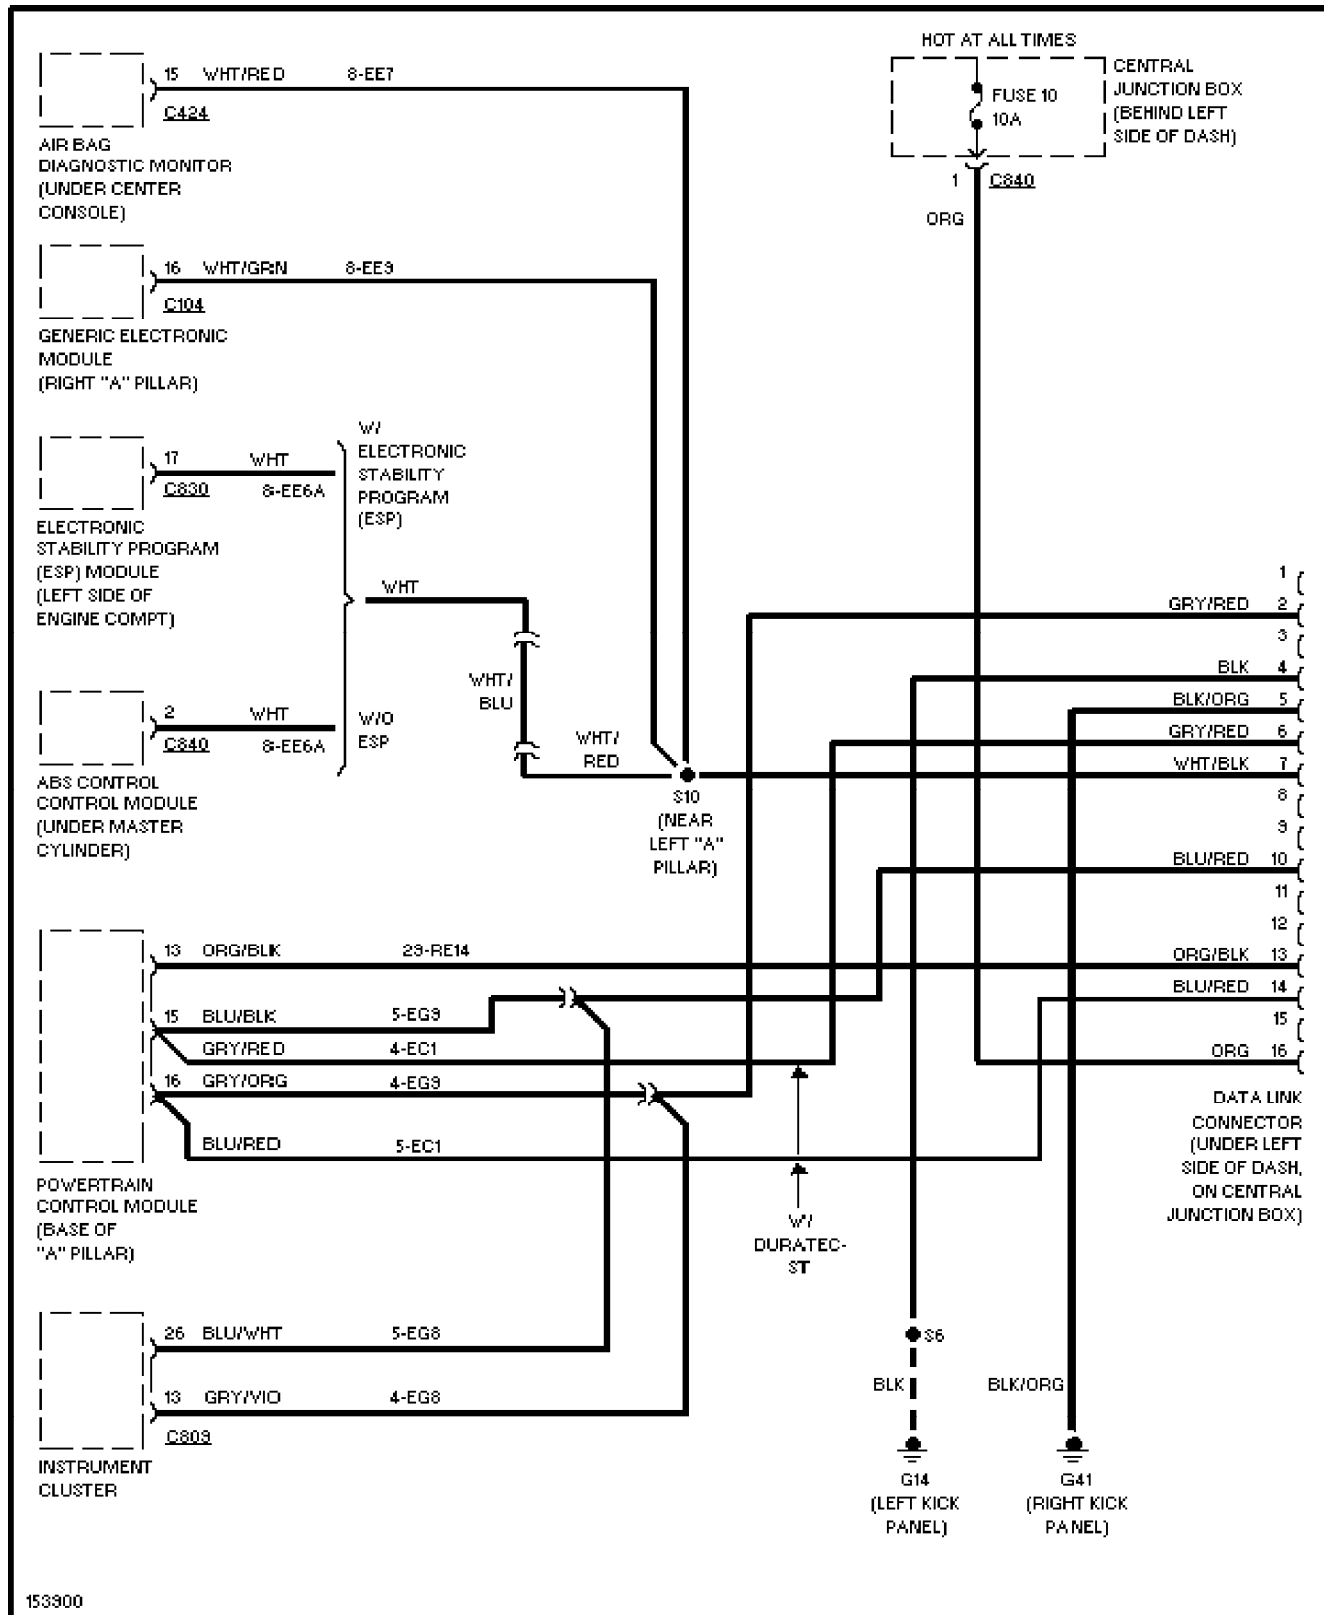 HOT AT ALL TIMES
CENTRAL
JUNCTION BOX
(BEHIND LEFT
SIDE OF DASH)
FUSE 10
10A
1 C840
ORG
15 WHT/RED 8-EE7
C424
AIR BAG
DIAGNOSTIC MONITOR
(UNDER CENTER
CONSOLE)
16 WHT/GRN 8-EE9
C104
GENERIC ELECTRONIC
MODULE
(RIGHT "A" PILLAR)
17 WHT
C830 8-EE6A
ELECTRONIC
STABILITY PROGRAM
(ESP) MODULE
(LEFT SIDE OF
ENGINE COMPT)
W/
ELECTRONIC
STABILITY
PROGRAM
(ESP)
WHT
WHT/
BLU
WHT/
RED
2 WHT
C840 8-EE6A
W/O
ESP
ABS CONTROL
CONTROL MODULE
(UNDER MASTER
CYLINDER)
S10
(NEAR
LEFT "A"
PILLAR)
1
GRY/RED 2
3
BLK 4
BLK/ORG 5
GRY/RED 6
WHT/BLK 7
8
9
BLU/RED 10
11
12
ORG/BLK 13
BLU/RED 14
15
ORG 16
DATA LINK
CONNECTOR
(UNDER LEFT
SIDE OF DASH,
ON CENTRAL
JUNCTION BOX)
13 ORG/BLK 29-RE14
15 BLU/BLK 5-EG9
GRY/RED 4-EC1
16 GRY/ORG 4-EG9
BLU/RED 5-EC1
POWERTRAIN
CONTROL MODULE
(BASE OF
"A" PILLAR)
W/
DURATEC-
ST
26 BLU/WHT 5-EG8
13 GRY/VIO 4-EG8
C809
INSTRUMENT
CLUSTER
S6
BLK
BLK/ORG
G14
(LEFT KICK
PANEL)
G41
(RIGHT KICK
PANEL)
153900